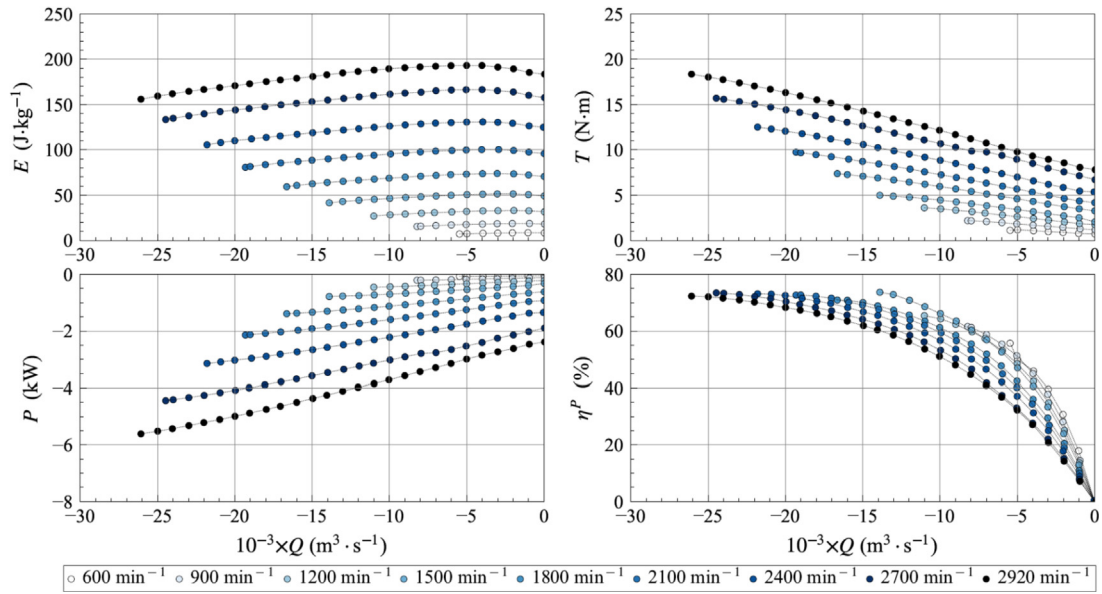 250
200
150
100
50
0
E (J·kg⁻¹)
−30 −25 −20 −15 −10 −5 0
25
20
15
10
5
0
T (N·m)
−30 −25 −20 −15 −10 −5 0
0
−2
−4
−6
−8
P (kW)
−30 −25 −20 −15 −10 −5 0
10⁻³×Q (m³·s⁻¹)
80
60
40
20
0
ηᴾ (%)
−30 −25 −20 −15 −10 −5 0
10⁻³×Q (m³·s⁻¹)
600 min⁻¹ 900 min⁻¹ 1200 min⁻¹ 1500 min⁻¹ 1800 min⁻¹ 2100 min⁻¹ 2400 min⁻¹ 2700 min⁻¹ 2920 min⁻¹